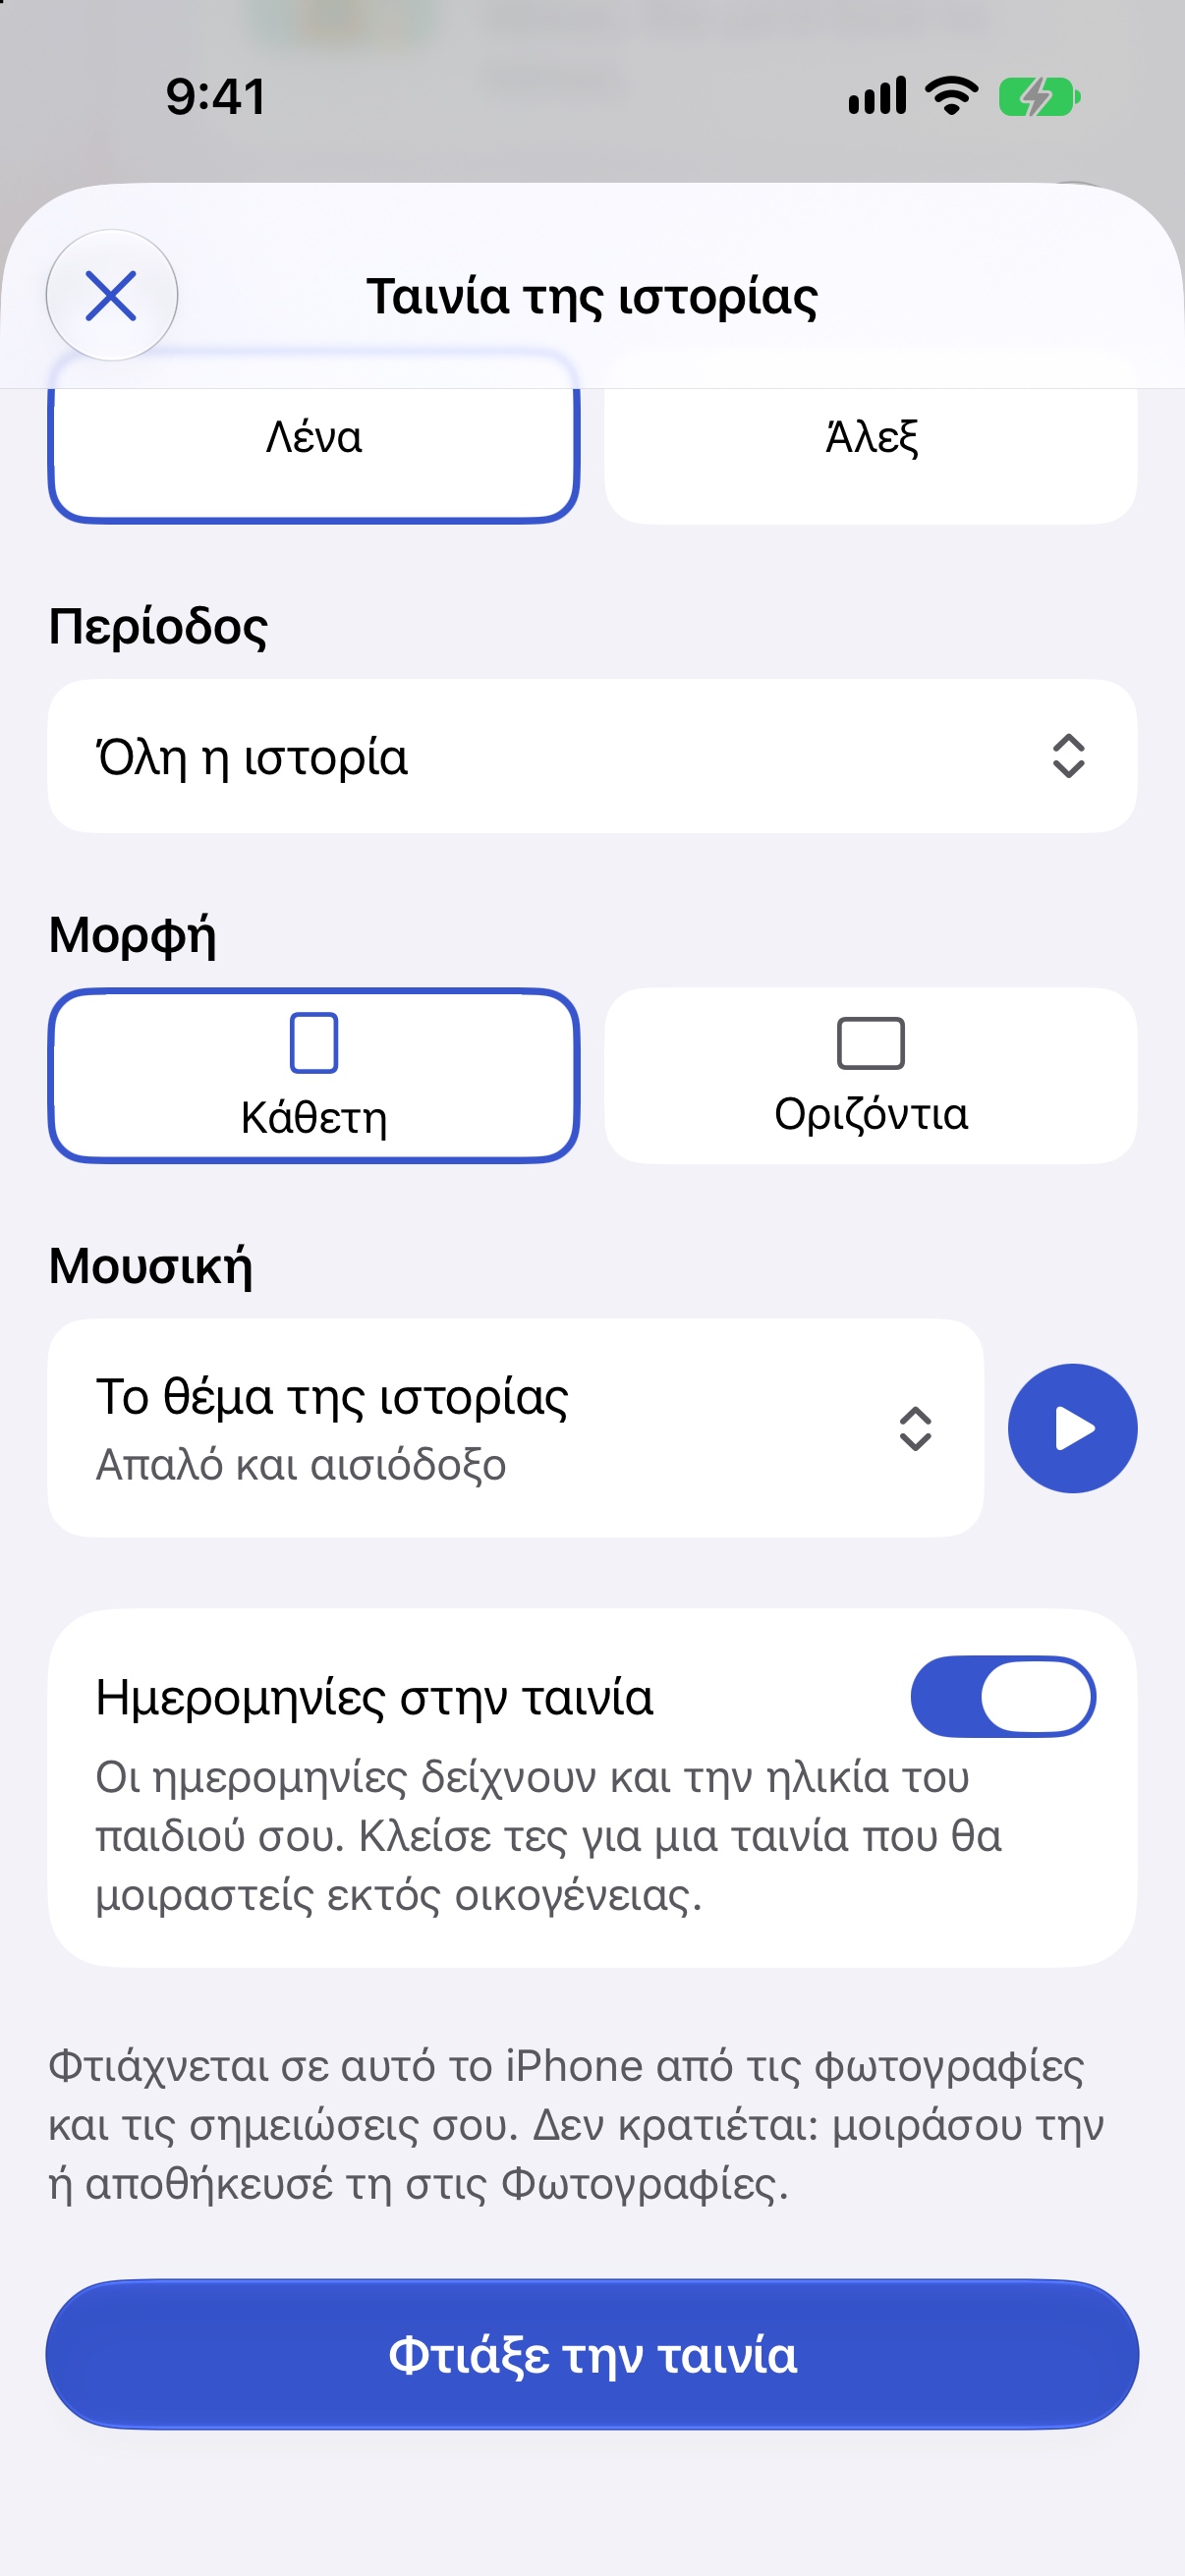 9:41
Ταινία της ιστορίας
Λένα
Άλεξ
Περίοδος
Όλη η ιστορία
Μορφή
Κάθετη
Οριζόντια
Μουσική
Το θέμα της ιστορίας
Απαλό και αισιόδοξο
Ημερομηνίες στην ταινία
Οι ημερομηνίες δείχνουν και την ηλικία του
παιδιού σου. Κλείσε τες για μια ταινία που θα
μοιραστείς εκτός οικογένειας.
Φτιάχνεται σε αυτό το iPhone από τις φωτογραφίες
και τις σημειώσεις σου. Δεν κρατιέται: μοιράσου την
ή αποθήκευσέ τη στις Φωτογραφίες.
Φτιάξε την ταινία